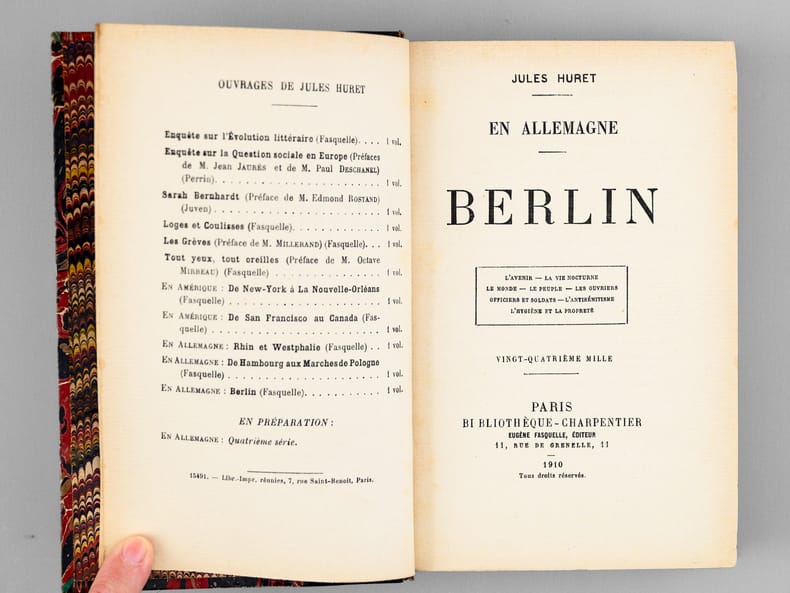 OUVRAGES DE JULES HURET
Enquête sur l'Évolution littéraire (Fasquelle). . . . 1 vol.
Enquête sur la Question sociale en Europe (Préfaces
de M. Jean JAURÈS et de M. Paul DESCHANEL)
(Perrin). . . . . . . . . . . . . . . . . . . . . . 1 vol.
Sarah Bernhardt (Préface de M. Edmond ROSTAND)
(Juven) . . . . . . . . . . . . . . . . . . . . . . 1 vol.
Loges et Coulisses (Fasquelle). . . . . . . . . . . 1 vol.
Les Grèves (Préface de M. MILLERAND) (Fasquelle). . . 1 vol.
Tout yeux, tout oreilles (Préface de M. Octave
MIRBEAU) (Fasquelle) . . . . . . . . . . . . . . 1 vol.
EN AMÉRIQUE : De New-York à La Nouvelle-Orléans
(Fasquelle) . . . . . . . . . . . . . . . . . . . . 1 vol.
EN AMÉRIQUE : De San Francisco au Canada (Fas-
quelle) . . . . . . . . . . . . . . . . . . . . . . 1 vol.
EN ALLEMAGNE : Rhin et Westphalie (Fasquelle) . . 1 vol.
EN ALLEMAGNE : De Hambourg aux Marches de Pologne
(Fasquelle) . . . . . . . . . . . . . . . . . . . . 1 vol.
EN ALLEMAGNE : Berlin (Fasquelle). . . . . . . . . . 1 vol.
EN PRÉPARATION :
EN ALLEMAGNE : Quatrième série.
15491. — Libr.-Impr. réunies, 7, rue Saint-Benoît, Paris.
JULES HURET
EN ALLEMAGNE
BERLIN
L'AVENIR — LA VIE NOCTURNE
LE MONDE — LE PEUPLE — LES OUVRIERS
OFFICIERS ET SOLDATS — L'ANTISÉMITISME
L'HYGIÈNE ET LA PROPRETÉ
VINGT-QUATRIÈME MILLE
PARIS
BIBLIOTHÈQUE-CHARPENTIER
EUGÈNE FASQUELLE, ÉDITEUR
11, RUE DE GRENELLE, 11
1910
Tous droits réservés.